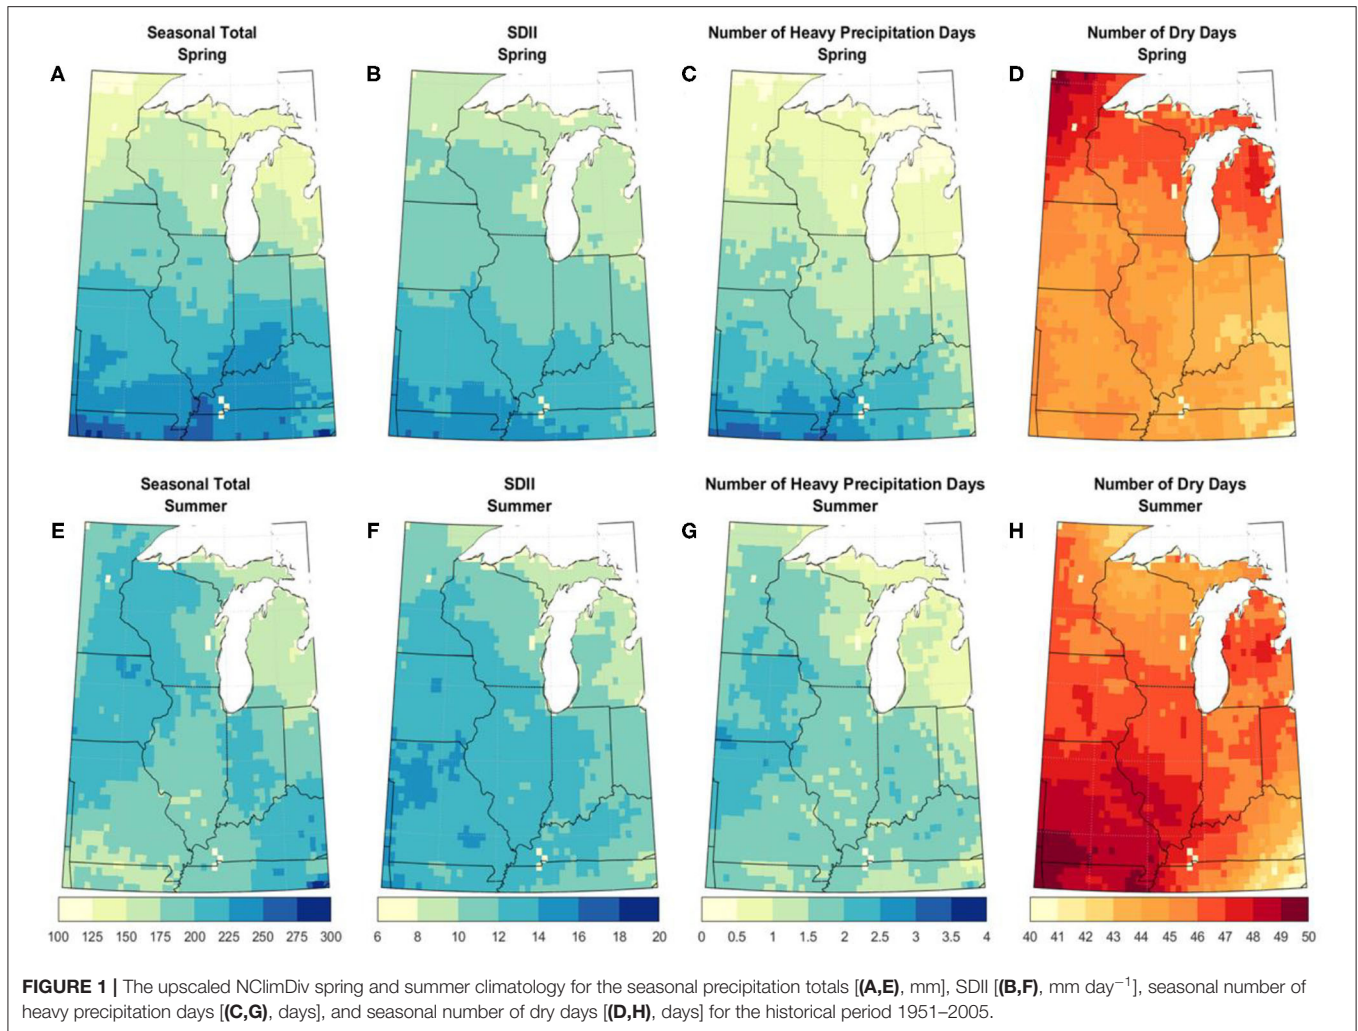 Seasonal Total
Spring
SDII
Spring
Number of Heavy Precipitation Days
Spring
Number of Dry Days
Spring
A
B
C
D
Seasonal Total
Summer
SDII
Summer
Number of Heavy Precipitation Days
Summer
Number of Dry Days
Summer
E
F
G
H
100 125 150 175 200 225 250 275 300
6 8 10 12 14 16 18 20
0 0.5 1 1.5 2 2.5 3 3.5 4
40 41 42 43 44 45 46 47 48 49 50
FIGURE 1 | The upscaled NClimDiv spring and summer climatology for the seasonal precipitation totals [(A,E), mm], SDII [(B,F), mm day⁻¹], seasonal number of
heavy precipitation days [(C,G), days], and seasonal number of dry days [(D,H), days] for the historical period 1951–2005.